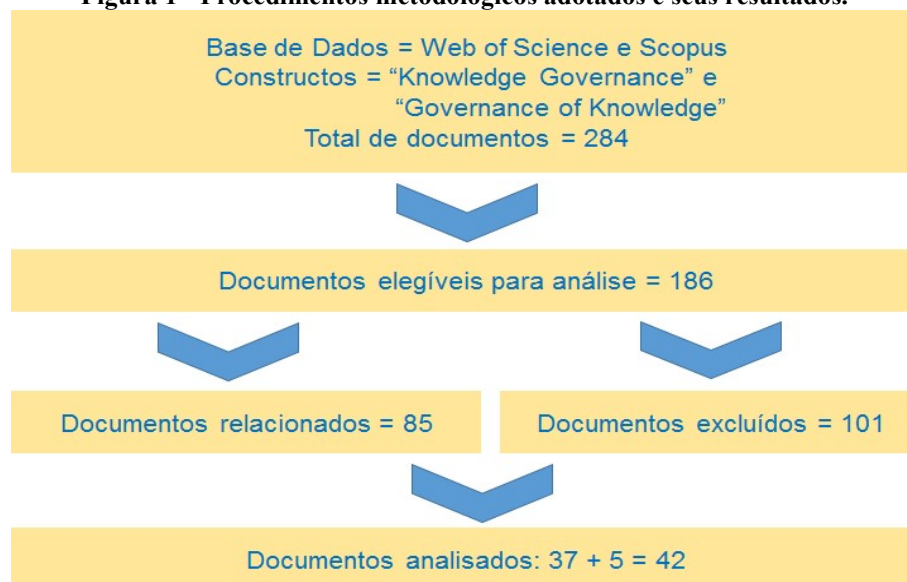 Figura 1 - Procedimentos metodológicos adotados e seus resultados.
Base de Dados = Web of Science e Scopus
Constructos = “Knowledge Governance” e
“Governance of Knowledge”
Total de documentos = 284
Documentos elegíveis para análise = 186
Documentos relacionados = 85
Documentos excluídos = 101
Documentos analisados: 37 + 5 = 42